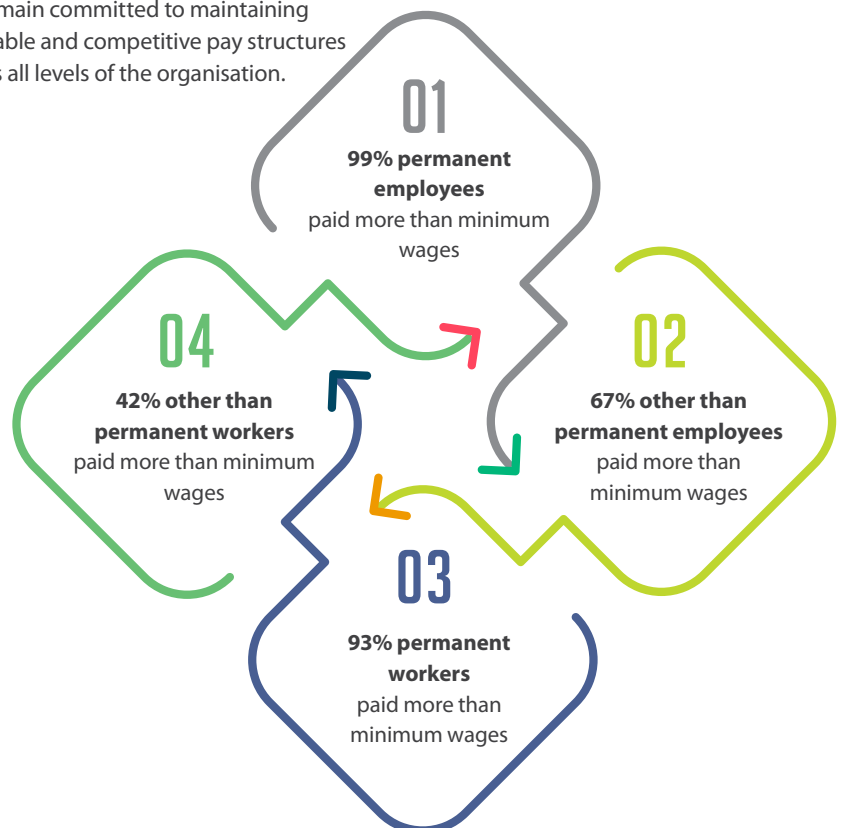 main committed to maintaining
able and competitive pay structures
s all levels of the organisation.
01
99% permanent
employees
paid more than minimum
wages
02
67% other than
permanent employees
paid more than
minimum wages
03
93% permanent
workers
paid more than
minimum wages
04
42% other than
permanent workers
paid more than minimum
wages